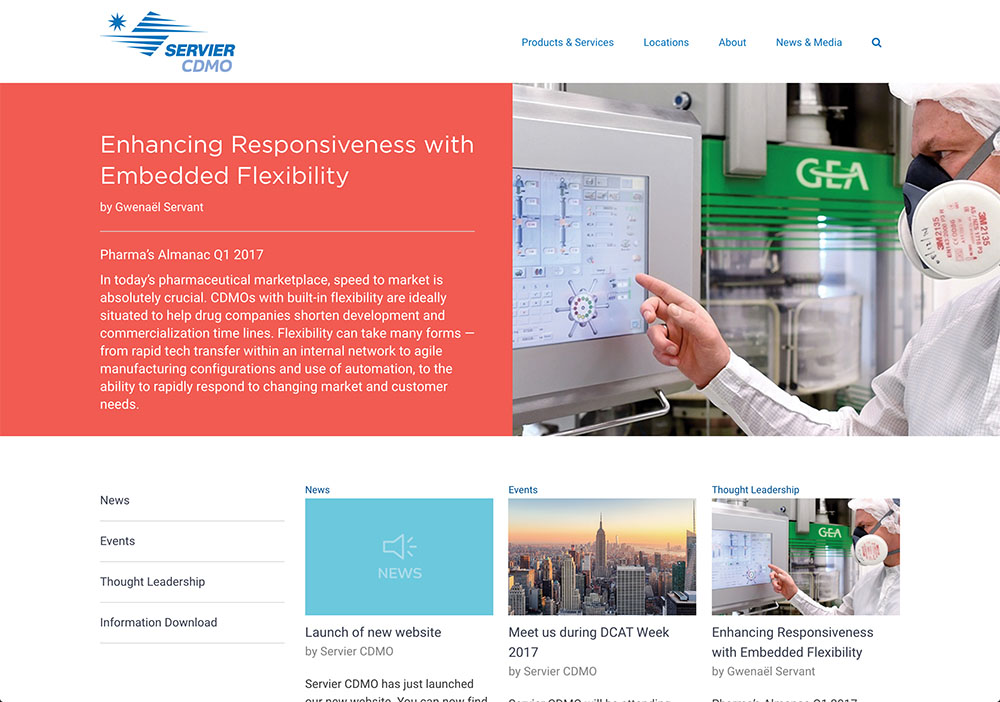 SERVIER
CDMO
Products & Services
Locations
About
News & Media
Enhancing Responsiveness with
Embedded Flexibility
by Gwenaël Servant
Pharma’s Almanac Q1 2017
In today’s pharmaceutical marketplace, speed to market is
absolutely crucial. CDMOs with built-in flexibility are ideally
situated to help drug companies shorten development and
commercialization time lines. Flexibility can take many forms —
from rapid tech transfer within an internal network to agile
manufacturing configurations and use of automation, to the
ability to rapidly respond to changing market and customer
needs.
GEA
3M 2135
News
Events
Thought Leadership
Information Download
News
NEWS
Launch of new website
by Servier CDMO
Servier CDMO has just launched
our new website. You can now find
Events
Meet us during DCAT Week
2017
by Servier CDMO
Servier CDMO will be attending
Thought Leadership
GEA
Enhancing Responsiveness
with Embedded Flexibility
by Gwenaël Servant
Pharma’s Almanac Q1 2017